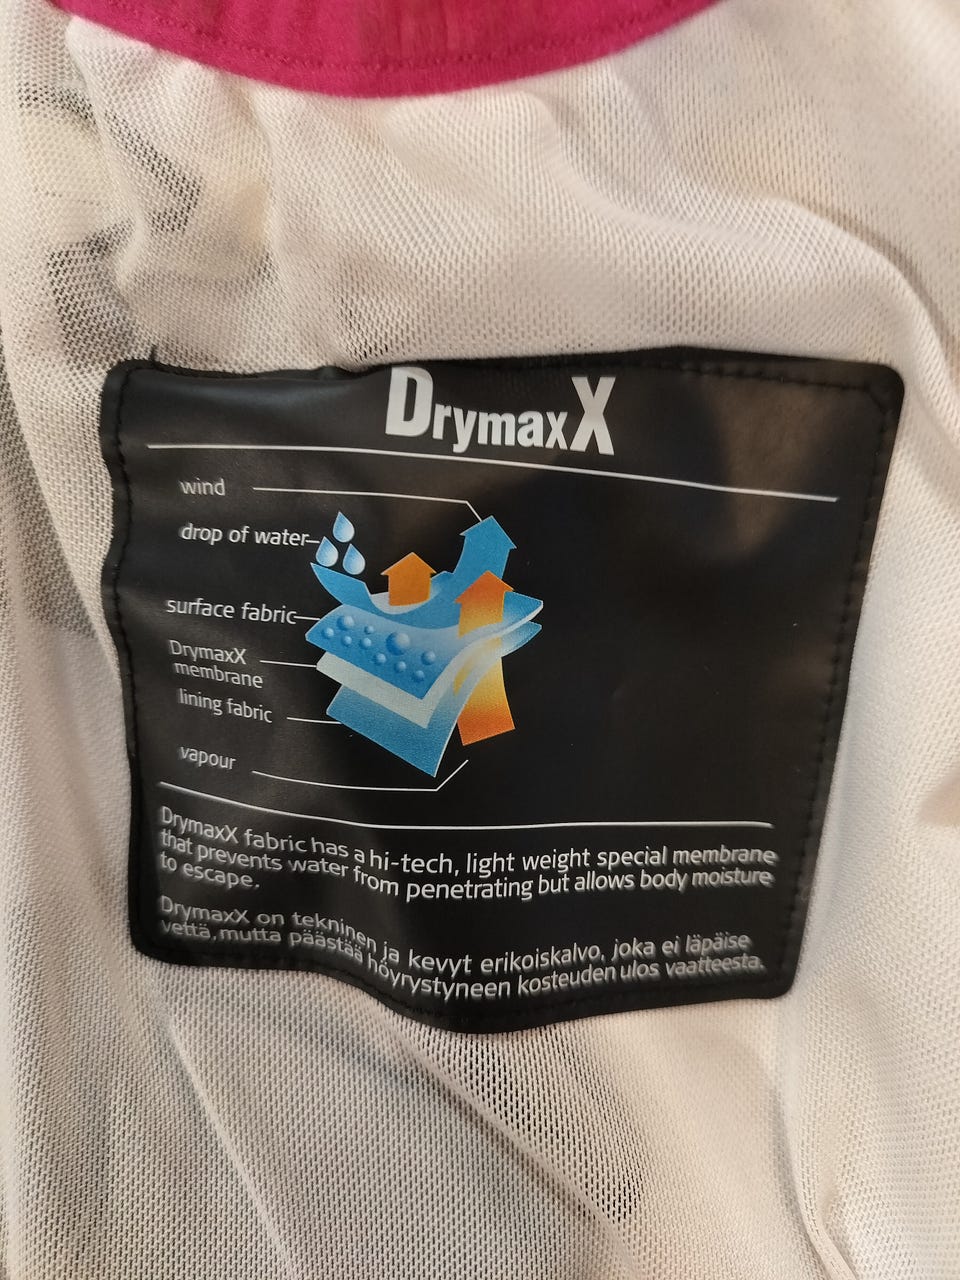 DrymaxX
wind
drop of water
surface fabric
DrymaxX
membrane
lining fabric
vapour
DrymaxX fabric has a hi-tech, light weight special membrane
that prevents water from penetrating but allows body moisture
to escape.
DrymaxX on tekninen ja kevyt erikoiskalvo, joka ei läpäise
vettä, mutta päästää höyrystyneen kosteuden ulos vaatteesta.